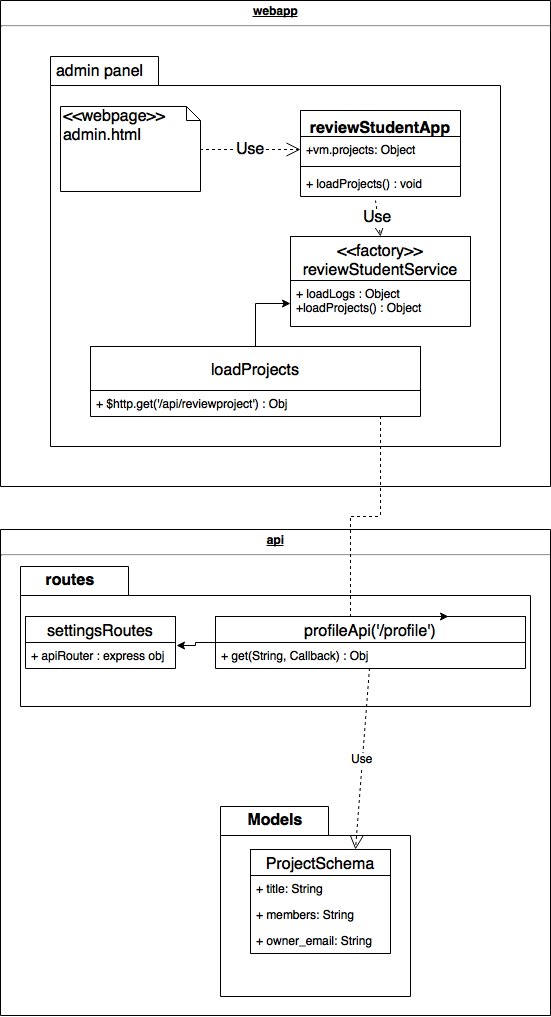 webapp
admin panel
<<webpage>>
admin.html
Use
reviewStudentApp
+vm.projects: Object
+ loadProjects() : void
Use
<<factory>>
reviewStudentService
+ loadLogs : Object
+loadProjects() : Object
loadProjects
+ $http.get('/api/reviewproject') : Obj
api
routes
settingsRoutes
+ apiRouter : express obj
profileApi('/profile')
+ get(String, Callback) : Obj
Use
Models
ProjectSchema
+ title: String
+ members: String
+ owner_email: String